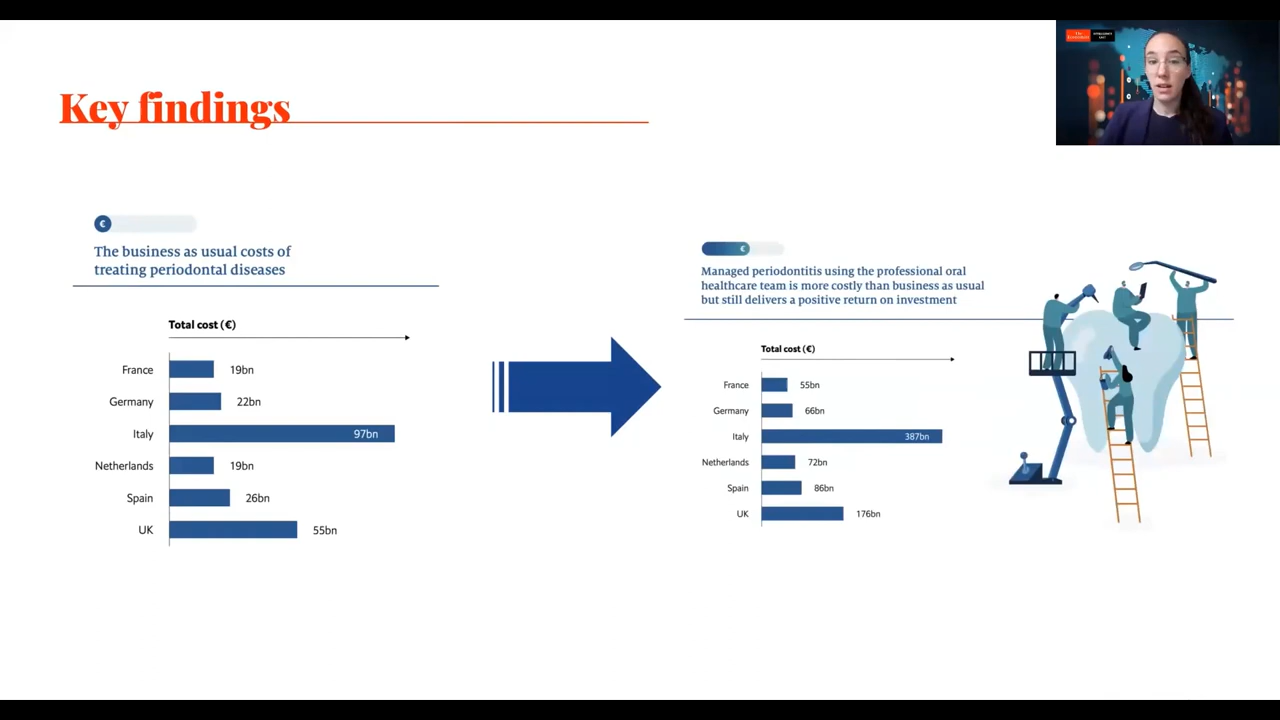 Key findings
€
The business as usual costs of
treating periodontal diseases
Total cost (€)
France 19bn
Germany 22bn
Italy 97bn
Netherlands 19bn
Spain 26bn
UK 55bn
€
Managed periodontitis using the professional oral
healthcare team is more costly than business as usual
but still delivers a positive return on investment
Total cost (€)
France 55bn
Germany 66bn
Italy 387bn
Netherlands 72bn
Spain 86bn
UK 176bn